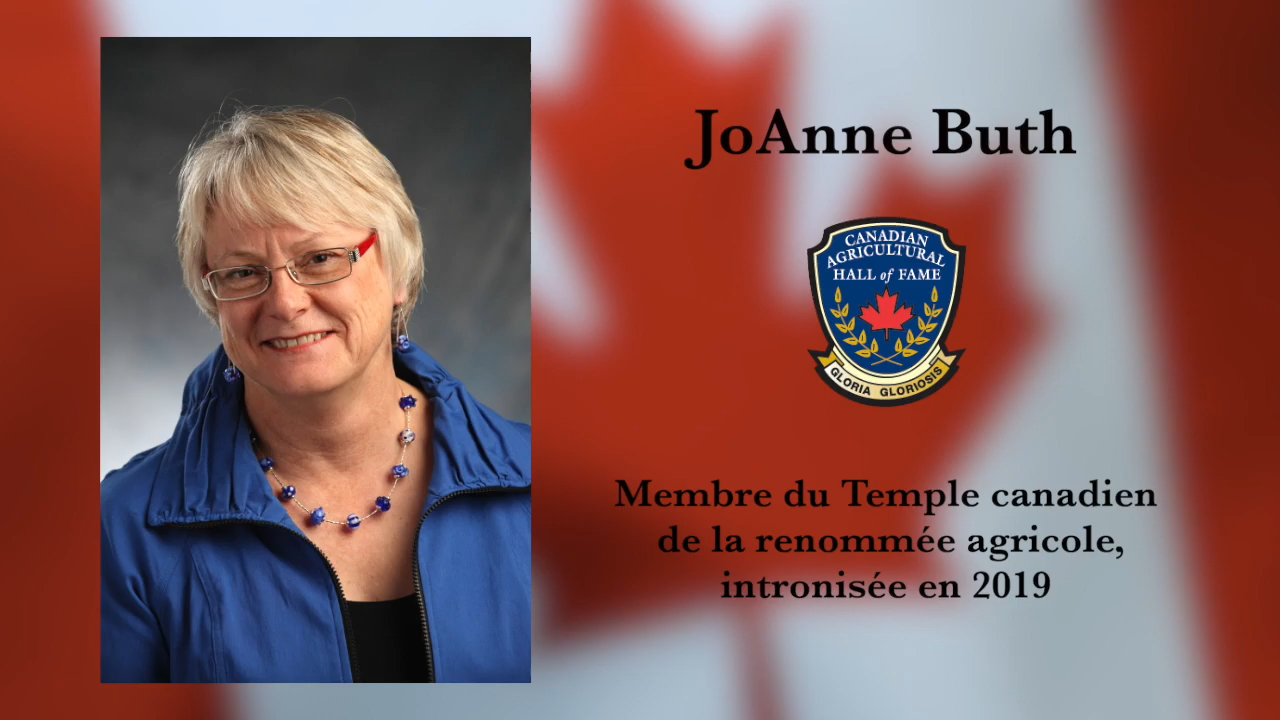 JoAnne Buth
CANADIAN
AGRICULTURAL
HALL of FAME
GLORIA GLORIOSIS
Membre du Temple canadien
de la renommée agricole,
intronisée en 2019